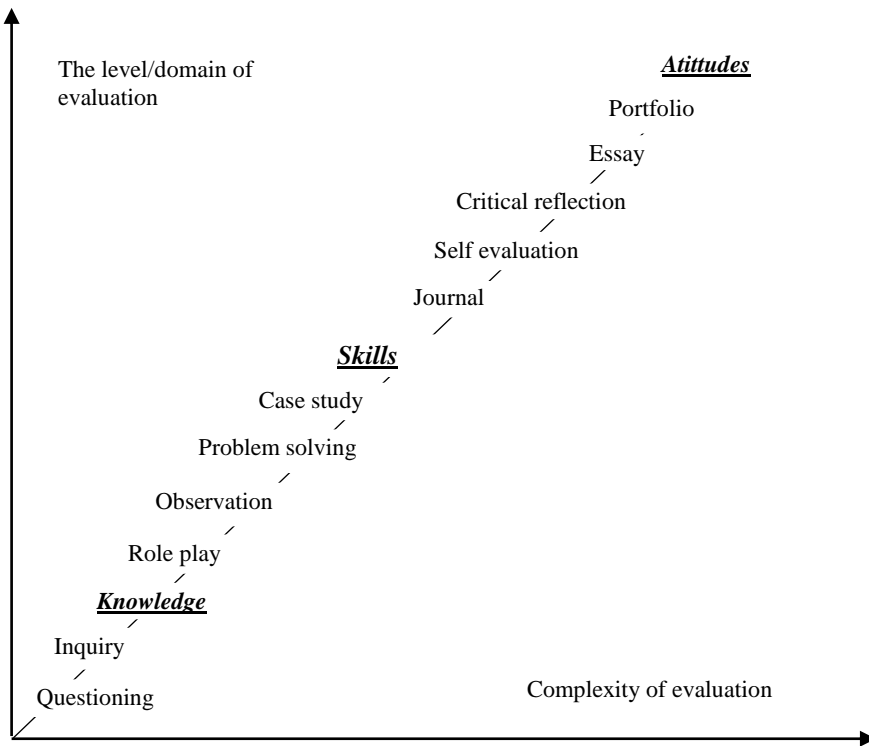 The level/domain of
evaluation
Atittudes
Portfolio
Essay
Critical reflection
Self evaluation
Journal
Skills
Case study
Problem solving
Observation
Role play
Knowledge
Inquiry
Questioning
Complexity of evaluation